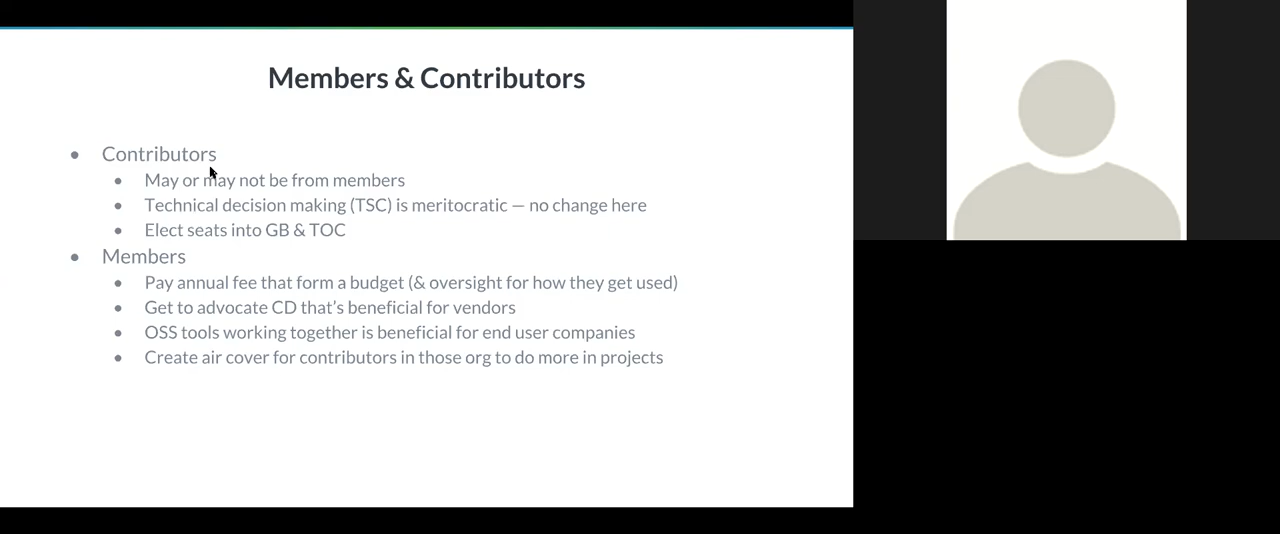 Members & Contributors
• Contributors
• May or may not be from members
• Technical decision making (TSC) is meritocratic — no change here
• Elect seats into GB & TOC
• Members
• Pay annual fee that form a budget (& oversight for how they get used)
• Get to advocate CD that’s beneficial for vendors
• OSS tools working together is beneficial for end user companies
• Create air cover for contributors in those org to do more in projects